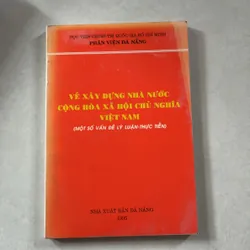 HỌC VIỆN CHÍNH TRỊ QUỐC GIA HỒ CHÍ MINH
PHÂN VIỆN ĐÀ NẴNG
VỀ XÂY DỰNG NHÀ NƯỚC
CỘNG HÒA XÃ HỘI CHỦ NGHĨA
VIỆT NAM
(MỘT SỐ VẤN ĐỀ LÝ LUẬN-THỰC TIỄN)
NHÀ XUẤT BẢN ĐÀ NẴNG